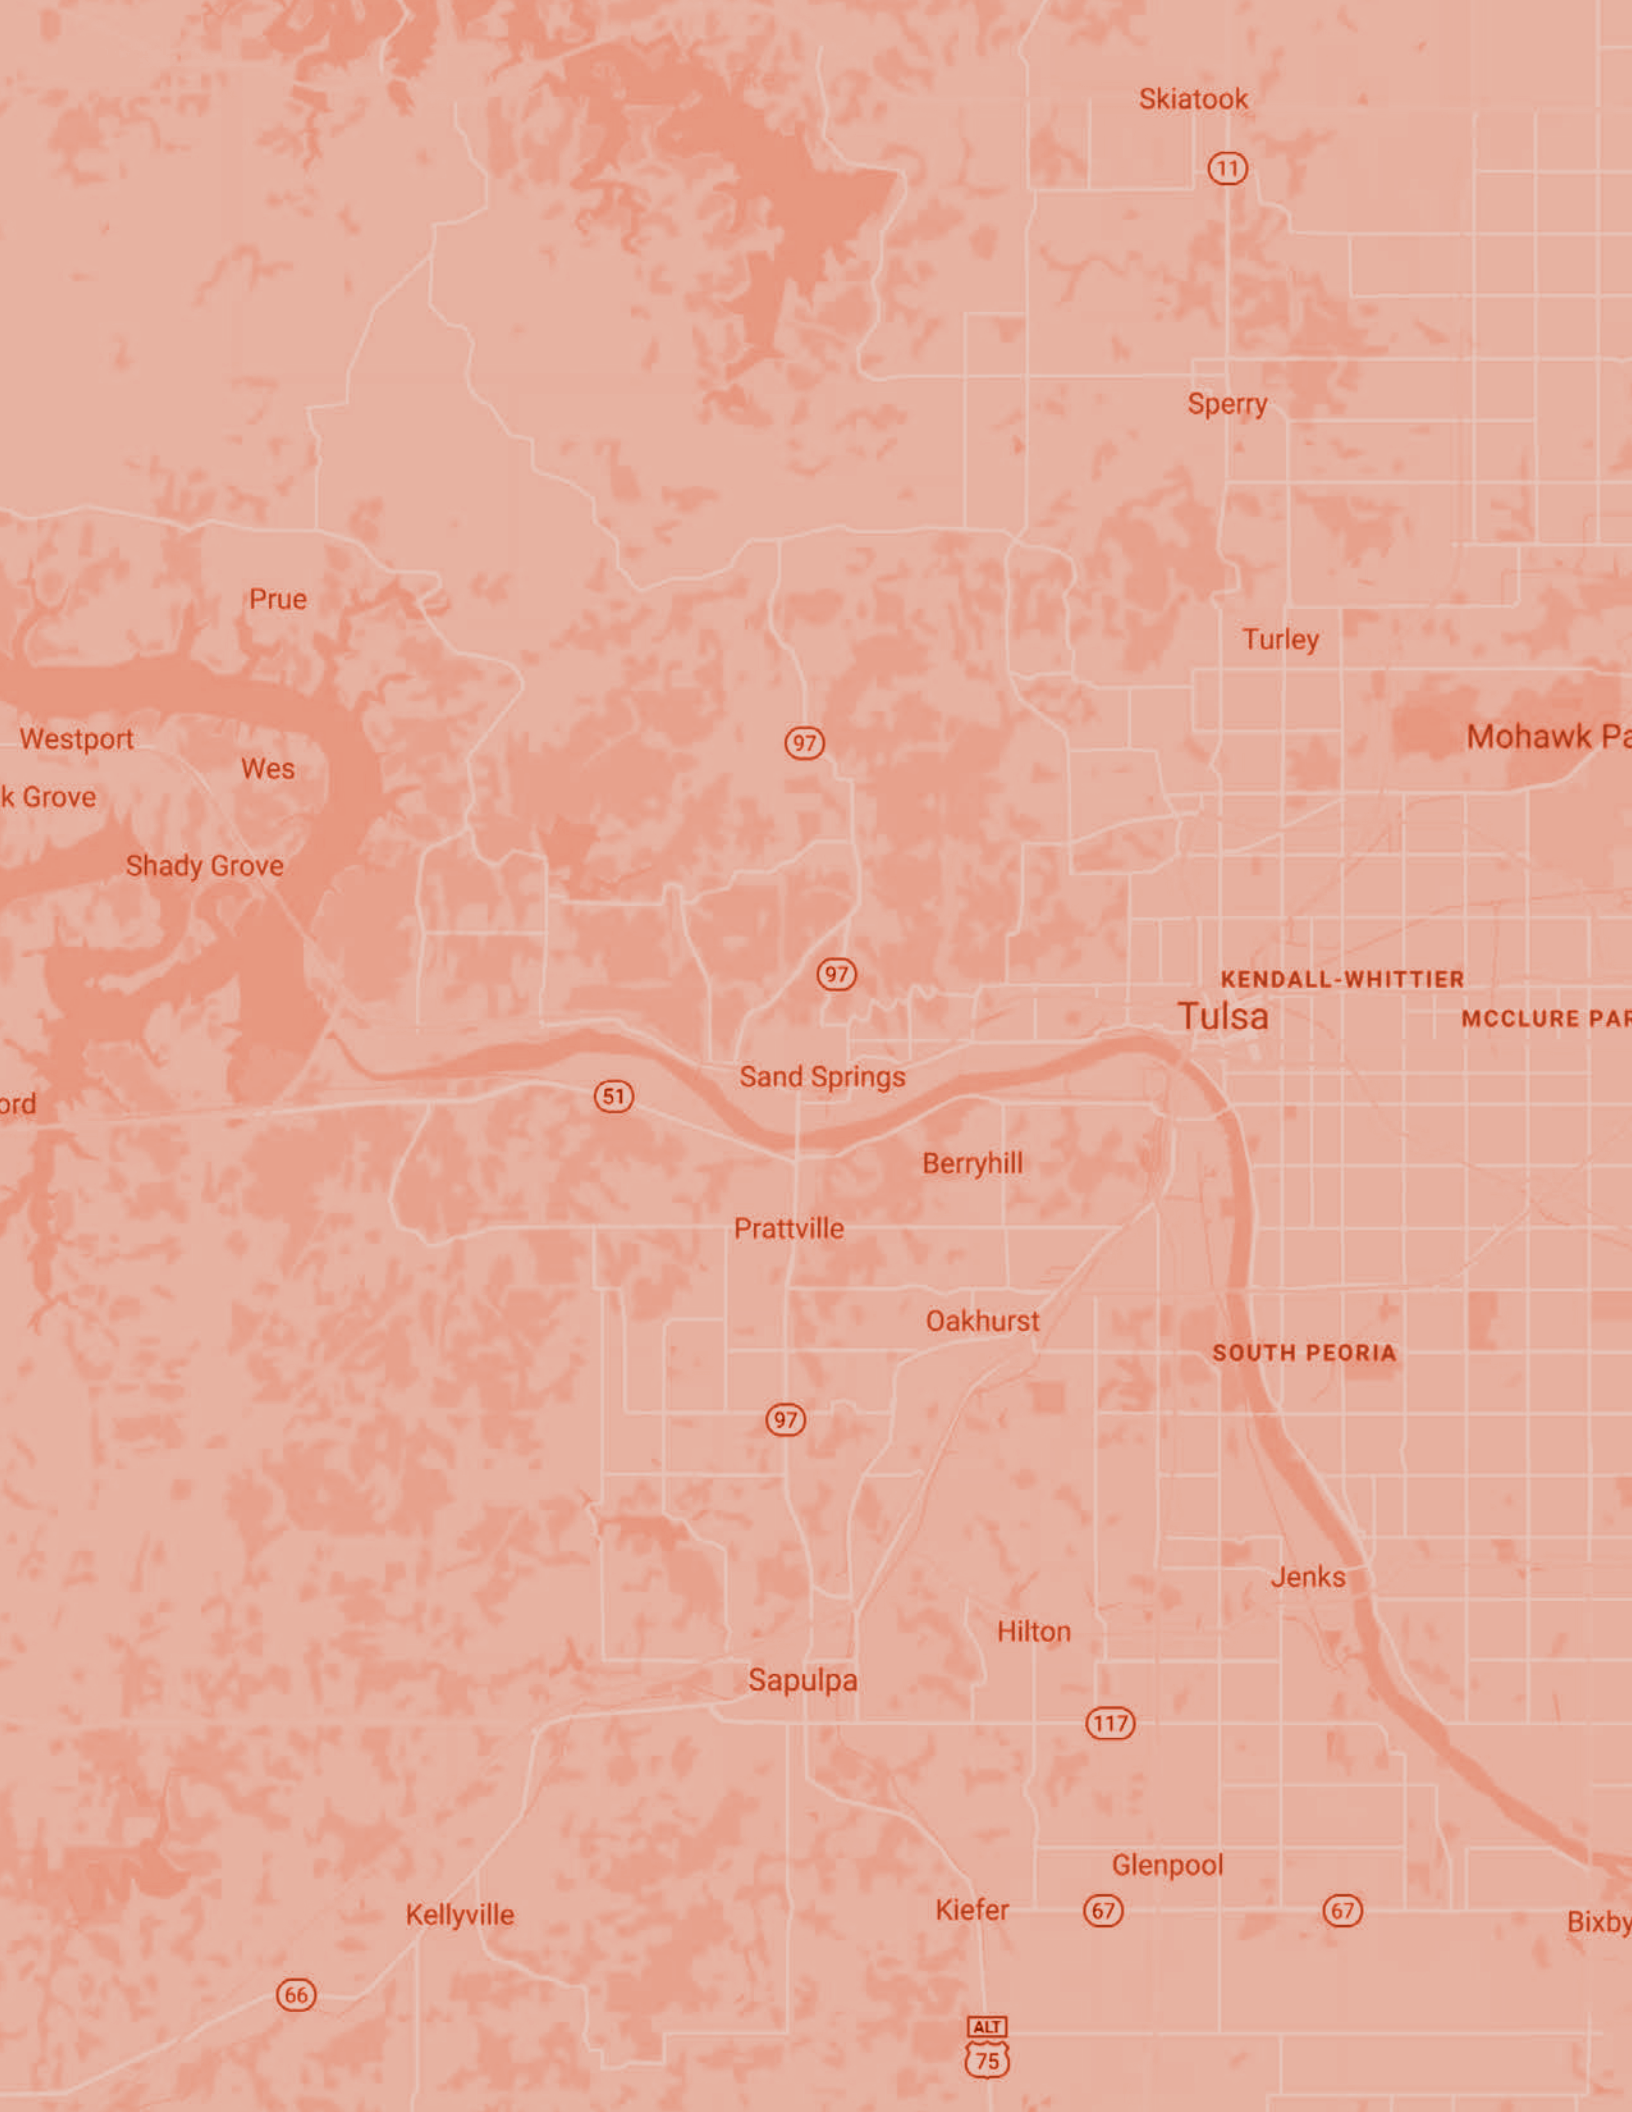 Skiatook
11
Sperry
Prue
Turley
Westport
97
Mohawk Pa
Wes
k Grove
Shady Grove
97
KENDALL-WHITTIER
Tulsa
MCCLURE PAR
Sand Springs
51
ord
Berryhill
Prattville
Oakhurst
SOUTH PEORIA
97
Jenks
Hilton
Sapulpa
117
Glenpool
Kellyville
Kiefer
67
67
Bixby
66
ALT
75